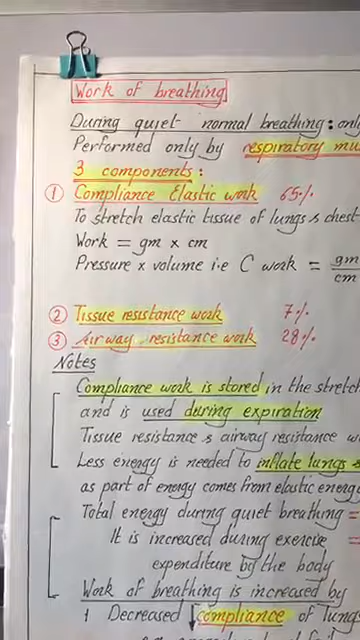 Work of breathing
During quiet normal breathing: only
Performed only by respiratory mu
3 components:
① Compliance Elastic work 65%
To stretch elastic tissue of lungs & chest
Work = gm x cm
Pressure x volume i.e C work = gm
cm
② Tissue resistance work 7%
③ Airway resistance work 28%
Notes
Compliance work is stored in the stretch
and is used during expiration
Tissue resistance & airway resistance w
Less energy is needed to inflate lungs
as part of energy comes from elastic energ
Total energy during quiet breathing =
It is increased during exercise =
expenditure by the body
Work of breathing is increased by
1 Decreased ↓ compliance of lung